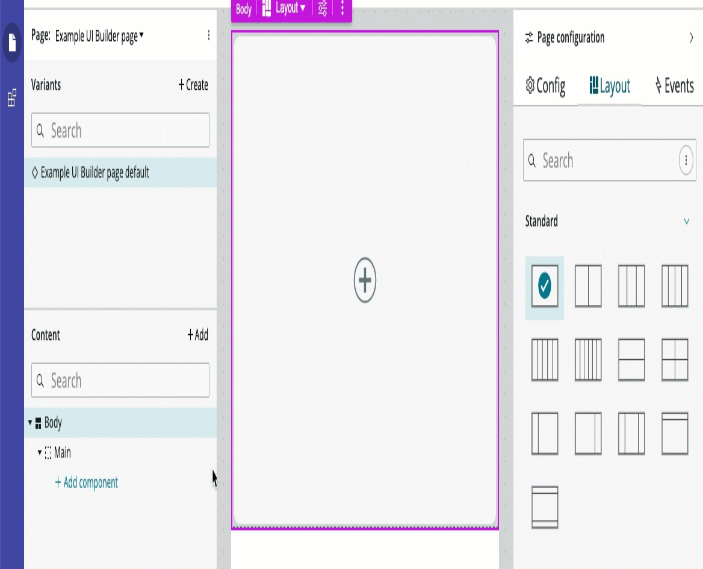 Page: Example UI Builder page
Variants
+ Create
Search
Example UI Builder page default
Content
+ Add
Search
Body
Main
+ Add component
Body Layout
Page configuration
Config Layout Events
Search
Standard